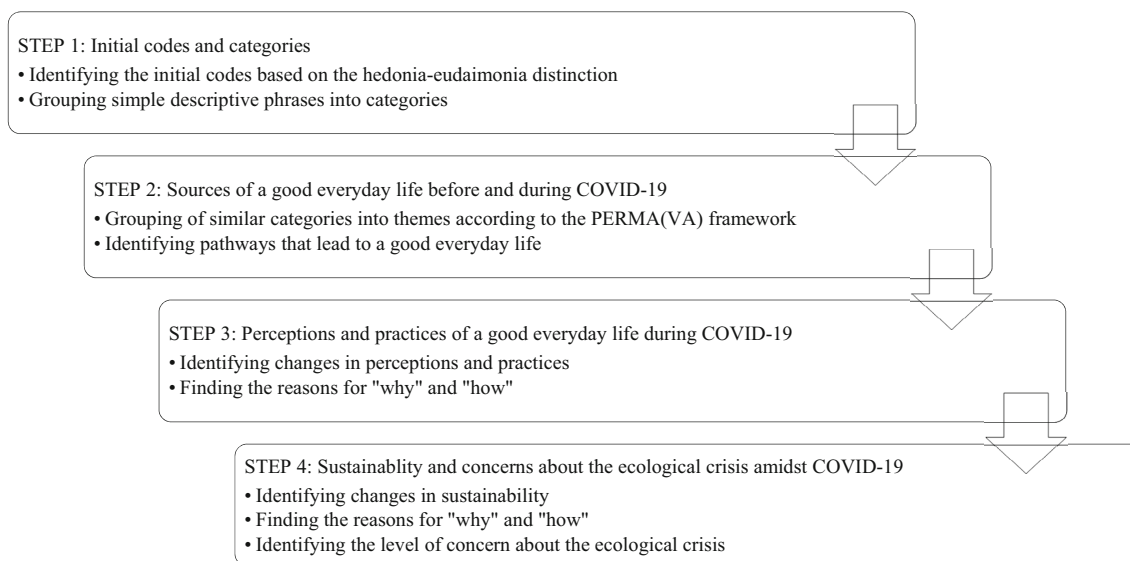 STEP 1: Initial codes and categories
• Identifying the initial codes based on the hedonia-eudaimonia distinction
• Grouping simple descriptive phrases into categories
STEP 2: Sources of a good everyday life before and during COVID-19
• Grouping of similar categories into themes according to the PERMA(VA) framework
• Identifying pathways that lead to a good everyday life
STEP 3: Perceptions and practices of a good everyday life during COVID-19
• Identifying changes in perceptions and practices
• Finding the reasons for "why" and "how"
STEP 4: Sustainablity and concerns about the ecological crisis amidst COVID-19
• Identifying changes in sustainability
• Finding the reasons for "why" and "how"
• Identifying the level of concern about the ecological crisis